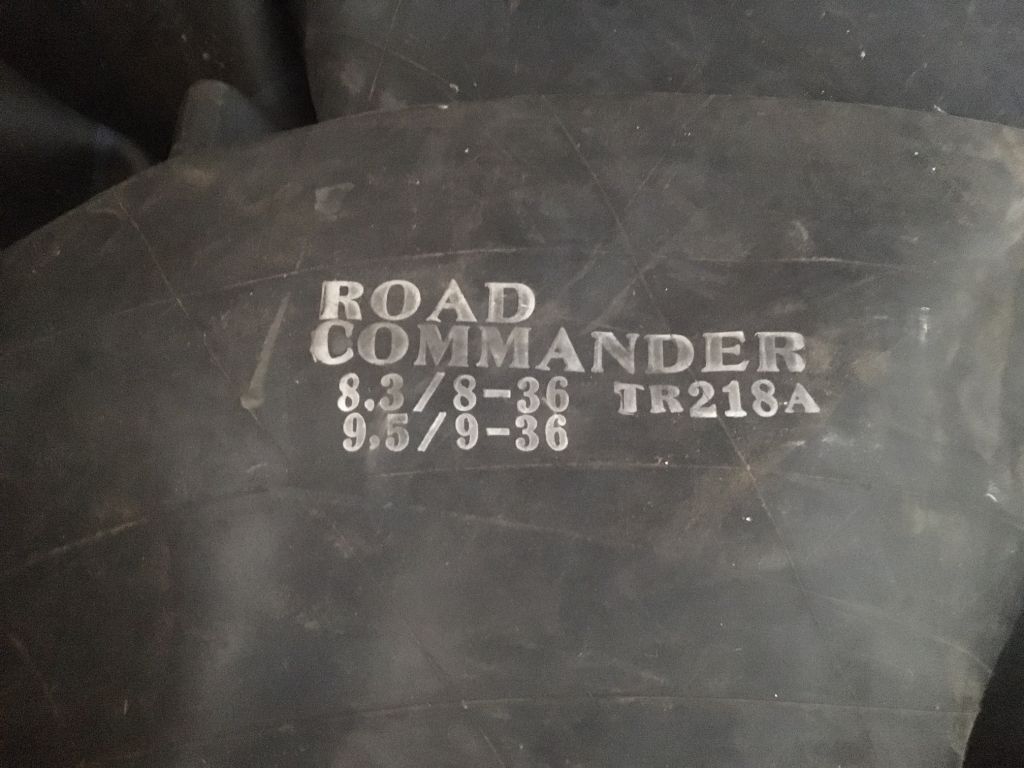 ROAD
COMMANDER
8.3/8-36 TR218A
9.5/9-36